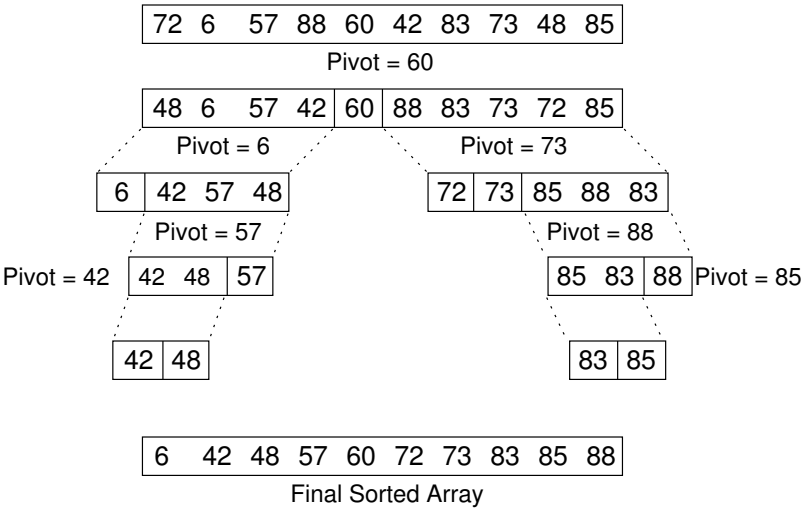 72 6 57 88 60 42 83 73 48 85
Pivot = 60
48 6 57 42 60 88 83 73 72 85
Pivot = 6 Pivot = 73
6 42 57 48 72 73 85 88 83
Pivot = 57 Pivot = 88
Pivot = 42 42 48 57 85 83 88 Pivot = 85
42 48 83 85
6 42 48 57 60 72 73 83 85 88
Final Sorted Array